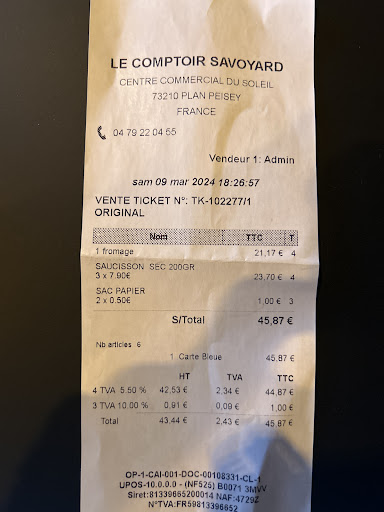 LE COMPTOIR SAVOYARD
CENTRE COMMERCIAL DU SOLEIL
73210 PLAN PEISEY
FRANCE
04 79 22 04 55
Vendeur 1: Admin
sam 09 mar 2024 18:26:57
VENTE TICKET N°: TK-102277/1
ORIGINAL
Nom TTC T
1 fromage 21,17 € 4
SAUCISSON SEC 200GR
3 x 7.90€ 23,70 € 4
SAC PAPIER
2 x 0.50€ 1,00 € 3
S/Total 45,87 €
Nb articles 6
1 Carte Bleue 45,87 €
HT TVA TTC
4 TVA 5.50 % 42,53 € 2,34 € 44,87 €
3 TVA 10.00 % 0,91 € 0,09 € 1,00 €
Total 43,44 € 2,43 € 45,87 €
OP-1-CAI-001-DOC-00108331-CL-1
UPOS-10.0.0.0 - (NF525) B0071 3MVV
Siret:81339665200014 NAF:4729Z
N°TVA:FR59813396652